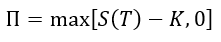 Π = max[S(T) − K, 0]